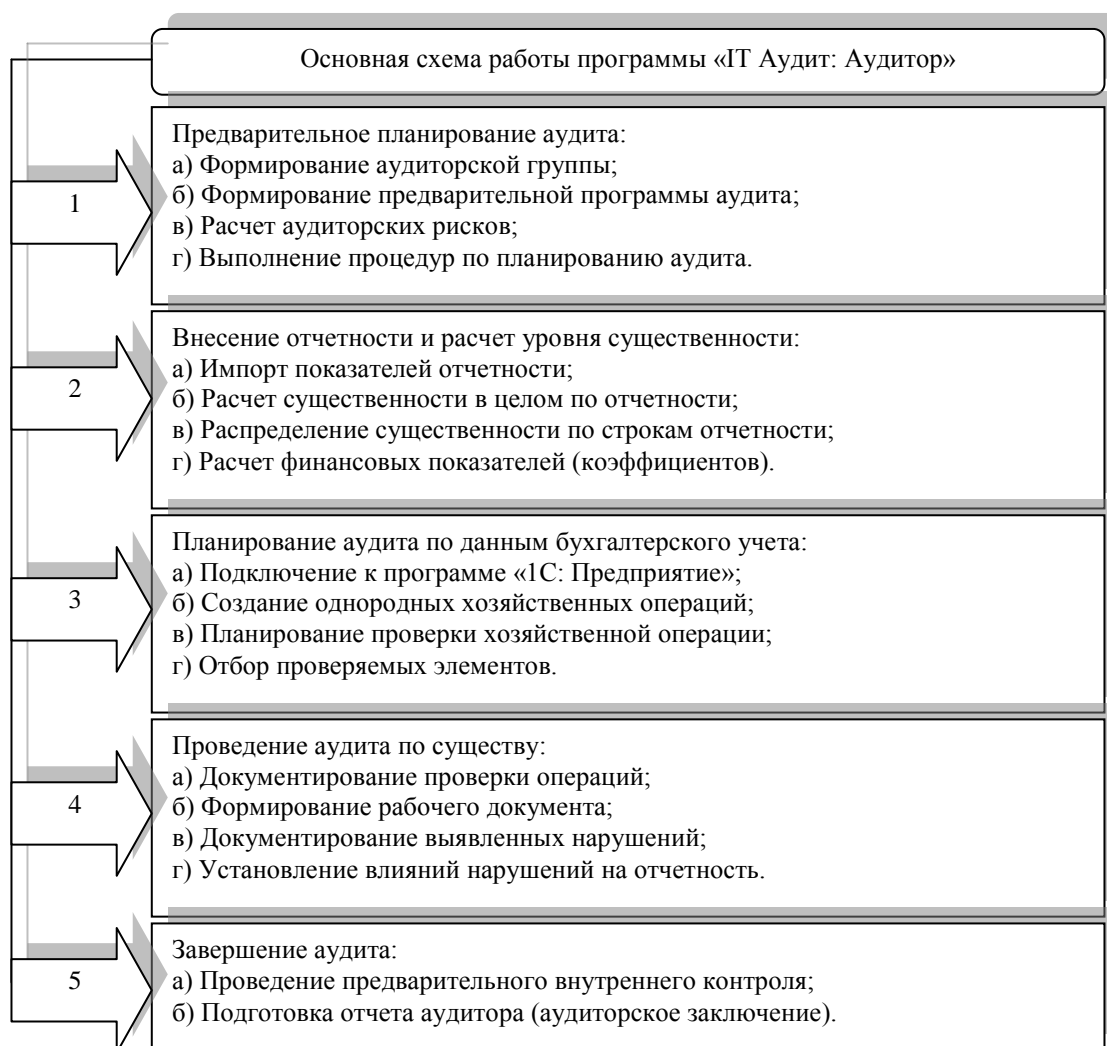 Основная схема работы программы «IT Аудит: Аудитор»
1
Предварительное планирование аудита:
а) Формирование аудиторской группы;
б) Формирование предварительной программы аудита;
в) Расчет аудиторских рисков;
г) Выполнение процедур по планированию аудита.
2
Внесение отчетности и расчет уровня существенности:
а) Импорт показателей отчетности;
б) Расчет существенности в целом по отчетности;
в) Распределение существенности по строкам отчетности;
г) Расчет финансовых показателей (коэффициентов).
3
Планирование аудита по данным бухгалтерского учета:
а) Подключение к программе «1С: Предприятие»;
б) Создание однородных хозяйственных операций;
в) Планирование проверки хозяйственной операции;
г) Отбор проверяемых элементов.
4
Проведение аудита по существу:
а) Документирование проверки операций;
б) Формирование рабочего документа;
в) Документирование выявленных нарушений;
г) Установление влияний нарушений на отчетность.
5
Завершение аудита:
а) Проведение предварительного внутреннего контроля;
б) Подготовка отчета аудитора (аудиторское заключение).